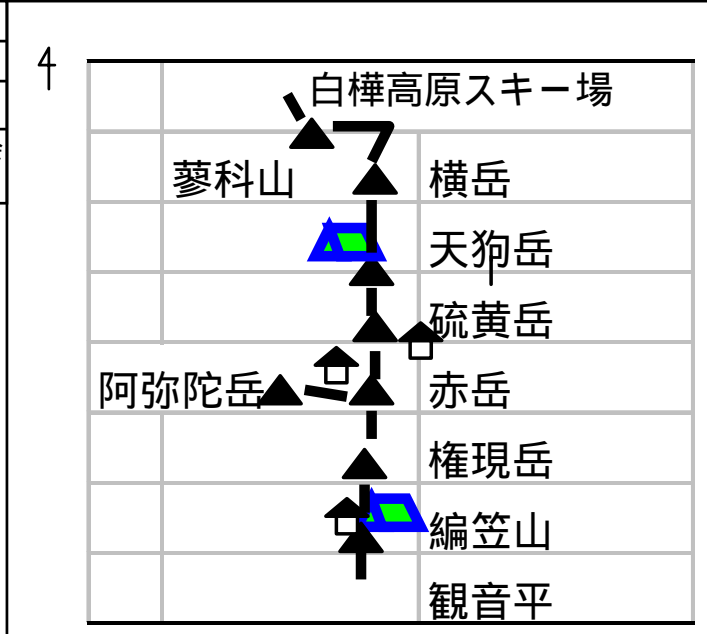 白樺高原スキー場
蓼科山
横岳
天狗岳
硫黄岳
阿弥陀岳
赤岳
権現岳
編笠山
観音平